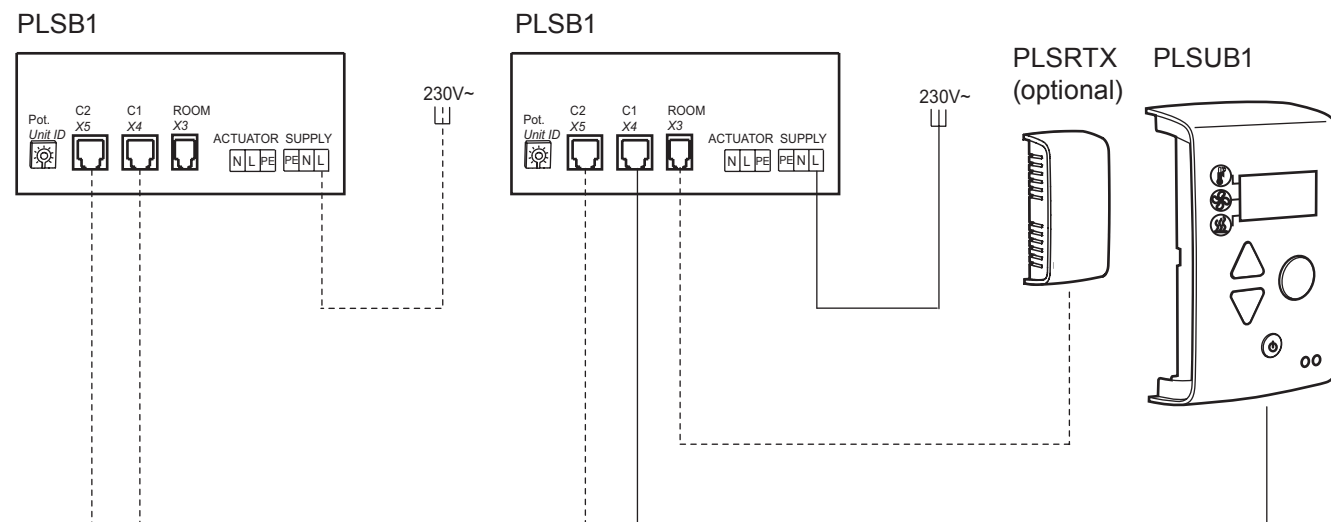 PLSB1
Pot.
Unit ID
C2
X5
C1
X4
ROOM
X3
ACTUATOR SUPPLY
N L PE PE N L
230V~
PLSB1
Pot.
Unit ID
C2
X5
C1
X4
ROOM
X3
ACTUATOR SUPPLY
N L PE PE N L
230V~
PLSRTX
(optional)
PLSUB1